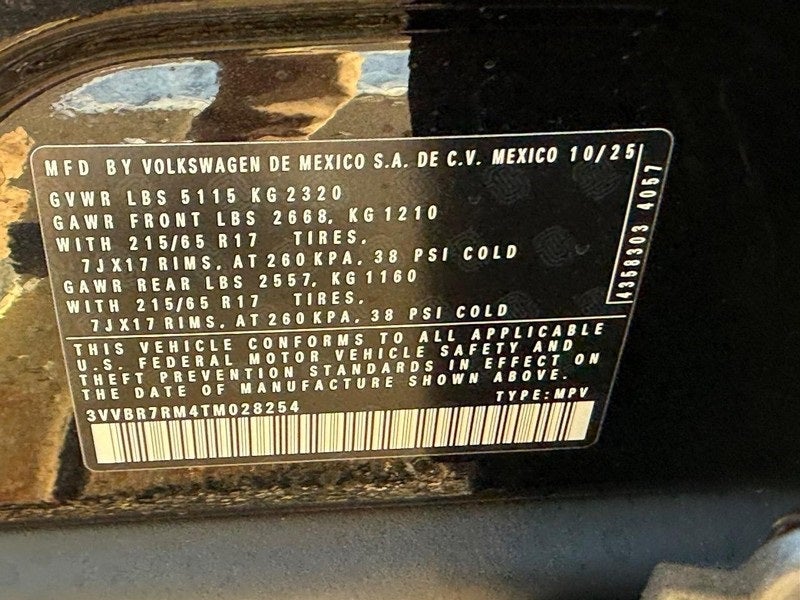 MFD BY VOLKSWAGEN DE MEXICO S.A. DE C.V. MEXICO 10/25
GVWR LBS 5115 KG 2320
GAWR FRONT LBS 2668, KG 1210
WITH 215/65 R17 TIRES,
7JX17 RIMS, AT 260 KPA, 38 PSI COLD
GAWR REAR LBS 2557, KG 1160
WITH 215/65 R17 TIRES,
7JX17 RIMS, AT 260 KPA, 38 PSI COLD
4358303 4057
THIS VEHICLE CONFORMS TO ALL APPLICABLE
U.S. FEDERAL MOTOR VEHICLE SAFETY AND
THEFT PREVENTION STANDARDS IN EFFECT ON
THE DATE OF MANUFACTURE SHOWN ABOVE.
3VVBR7RM4TM028254 TYPE: MPV